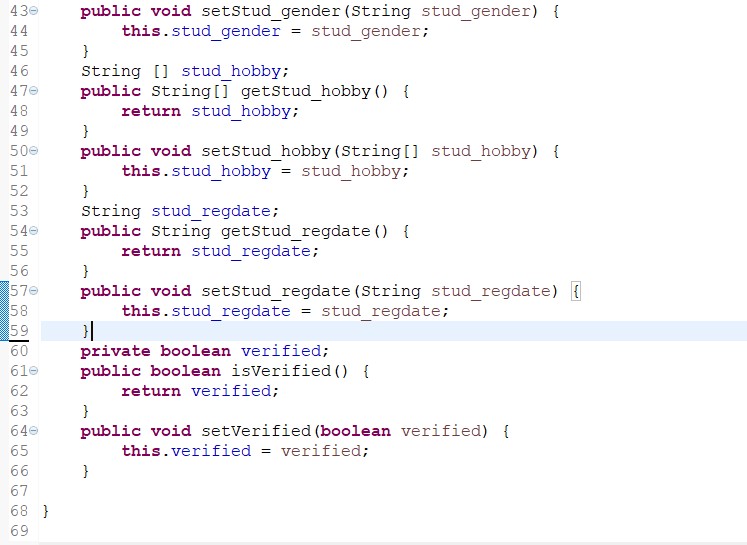 43 public void setStud_gender(String stud_gender) {
44 this.stud_gender = stud_gender;
45 }
46 String [] stud_hobby;
47 public String[] getStud_hobby() {
48 return stud_hobby;
49 }
50 public void setStud_hobby(String[] stud_hobby) {
51 this.stud_hobby = stud_hobby;
52 }
53 String stud_regdate;
54 public String getStud_regdate() {
55 return stud_regdate;
56 }
57 public void setStud_regdate(String stud_regdate) {
58 this.stud_regdate = stud_regdate;
59 }
60 private boolean verified;
61 public boolean isVerified() {
62 return verified;
63 }
64 public void setVerified(boolean verified) {
65 this.verified = verified;
66 }
67
68 }
69